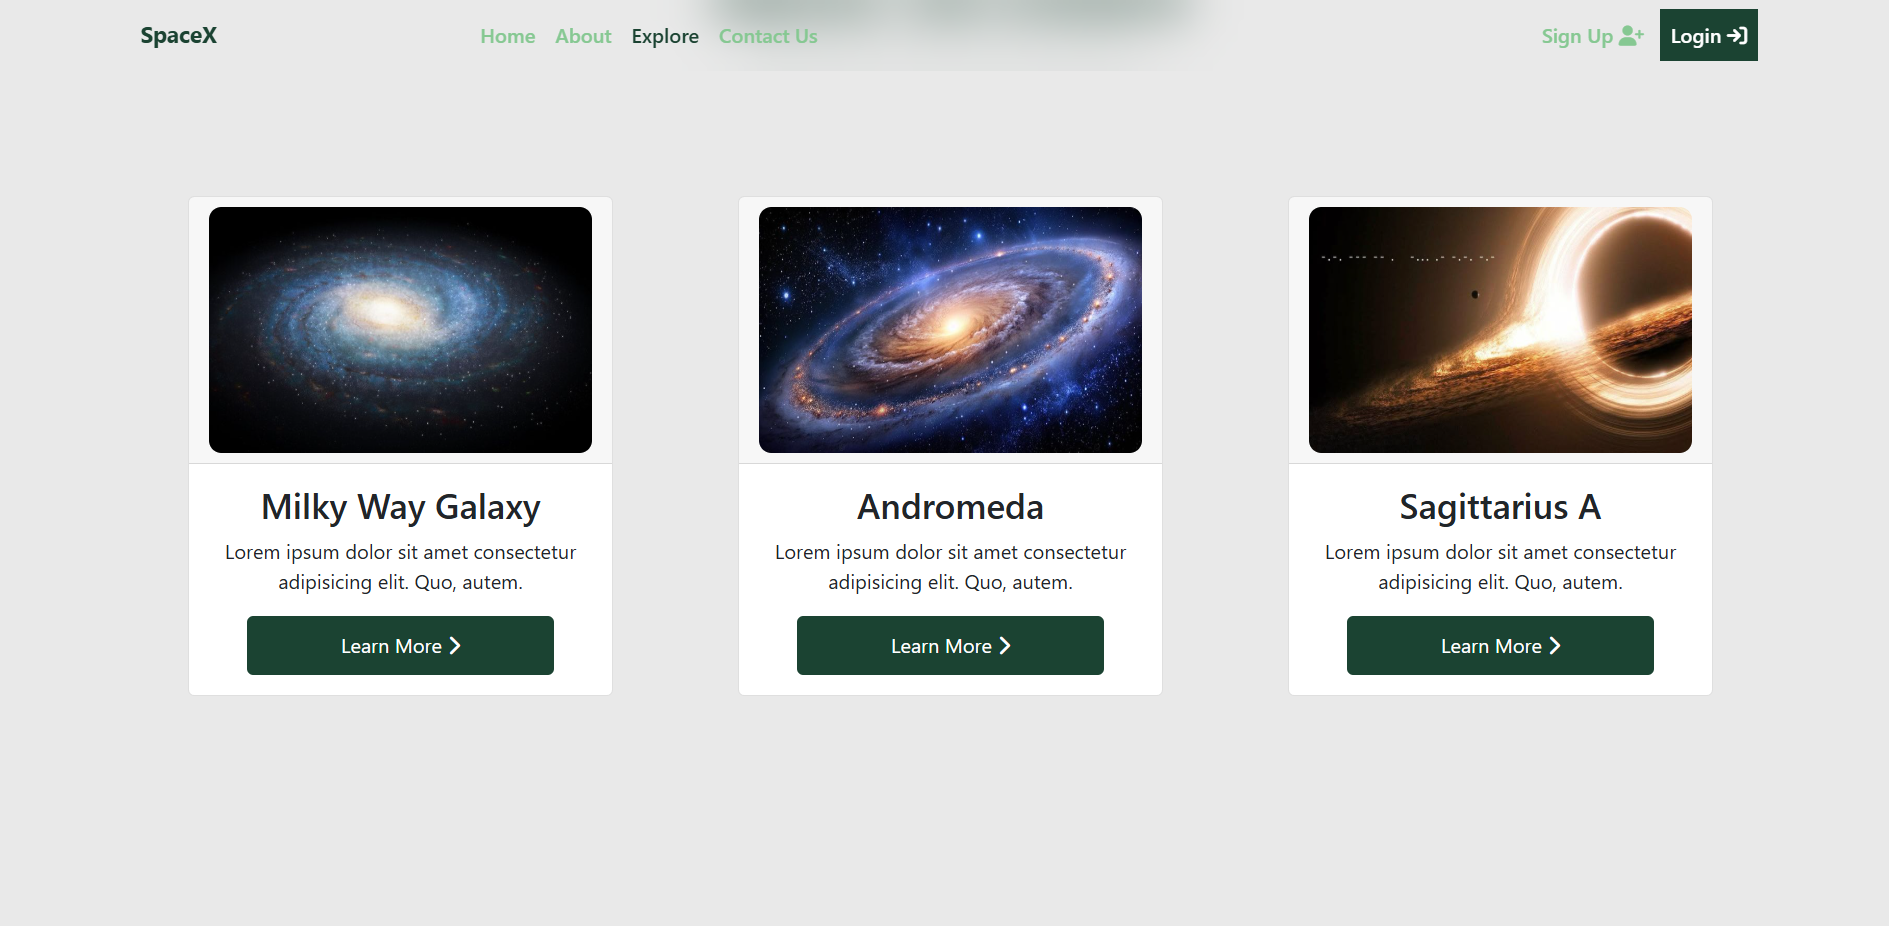 SpaceX
Home About Explore Contact Us
Sign Up
Login
-.-. --- -- . -... .- -.-. -.-
Milky Way Galaxy
Lorem ipsum dolor sit amet consectetur
adipisicing elit. Quo, autem.
Learn More
Andromeda
Lorem ipsum dolor sit amet consectetur
adipisicing elit. Quo, autem.
Learn More
Sagittarius A
Lorem ipsum dolor sit amet consectetur
adipisicing elit. Quo, autem.
Learn More